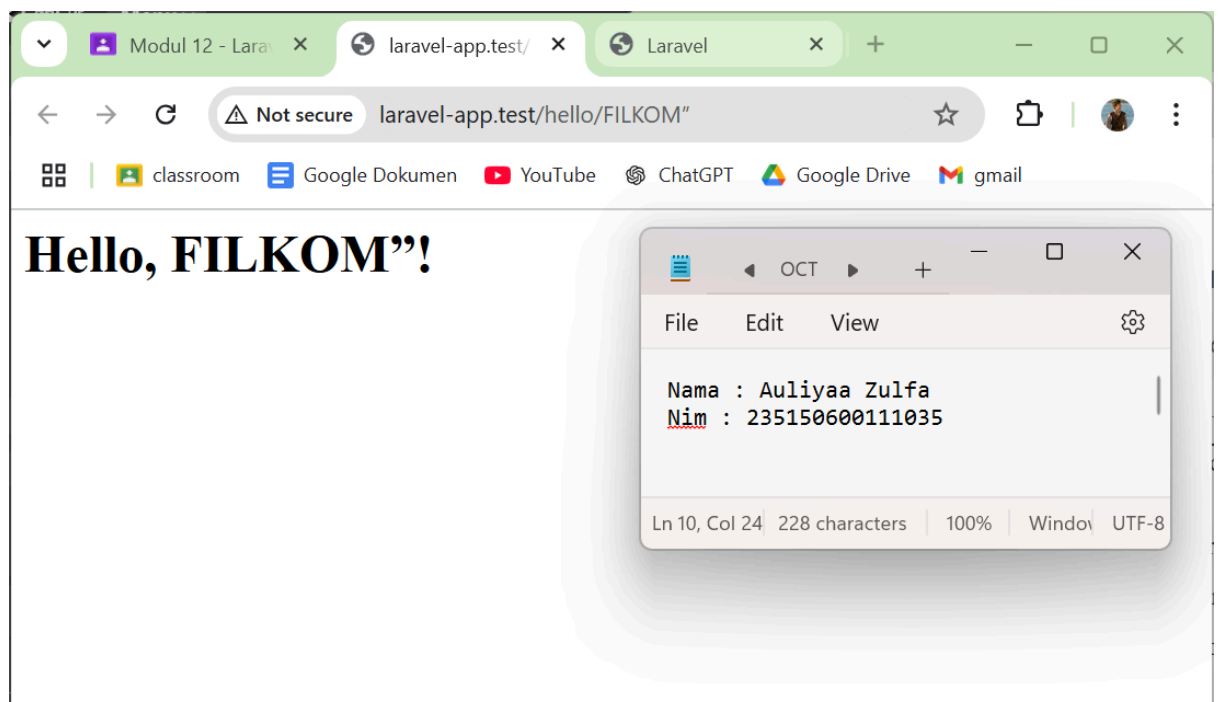 Modul 12 - Lara
laravel-app.test/
Laravel
Not secure laravel-app.test/hello/FILKOM”
classroom Google Dokumen YouTube ChatGPT Google Drive gmail
Hello, FILKOM”!
OCT
File Edit View
Nama : Auliyaa Zulfa
Nim : 235150600111035
Ln 10, Col 24 228 characters 100% Window UTF-8